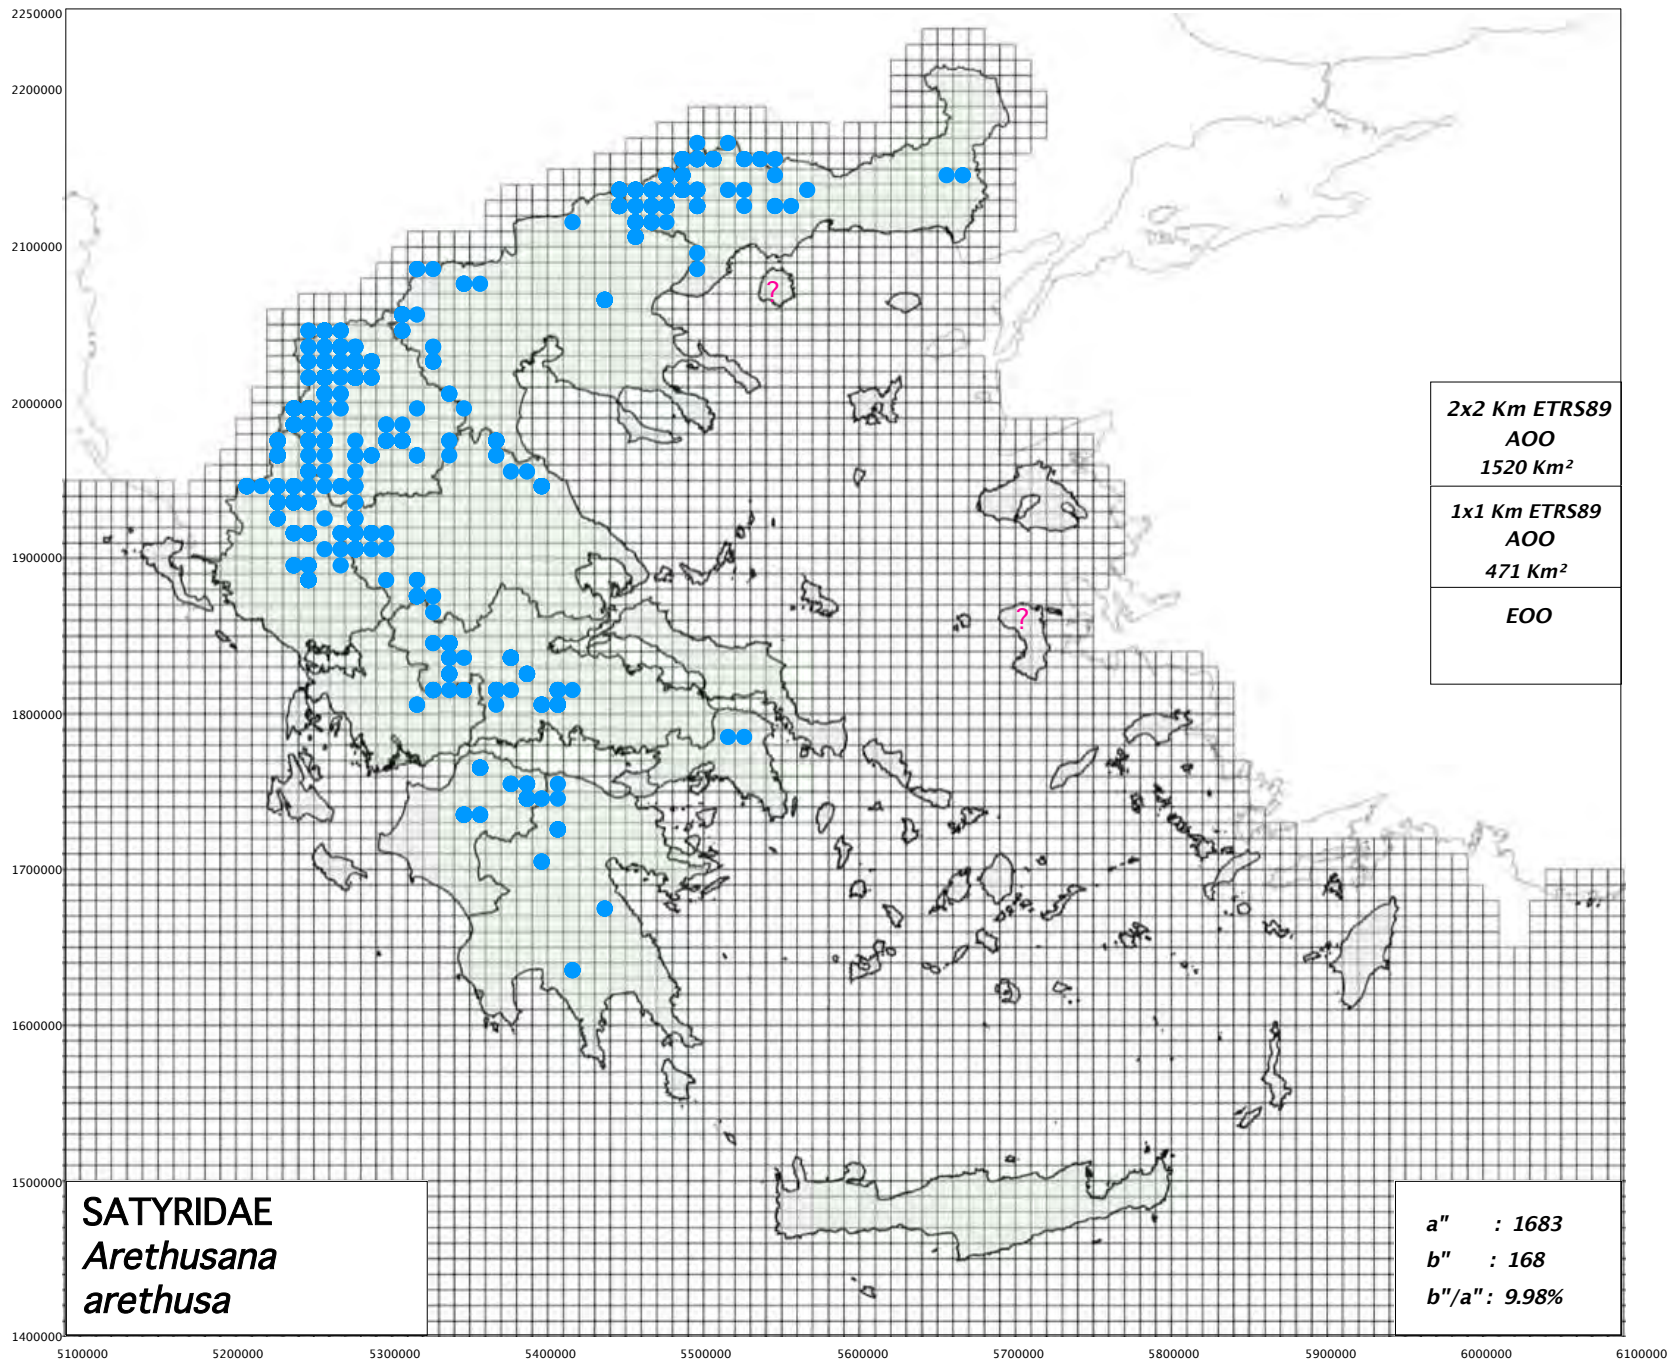 2250000
2200000
2100000
2000000
1900000
1800000
1700000
1600000
1500000
1400000
?
?
2x2 Km ETRS89
AOO
1520 Km²
1x1 Km ETRS89
AOO
471 Km²
EOO
SATYRIDAE
Arethusana
arethusa
a" : 1683
b" : 168
b"/a" : 9.98%
5100000 5200000 5300000 5400000 5500000 5600000 5700000 5800000 5900000 6000000 6100000